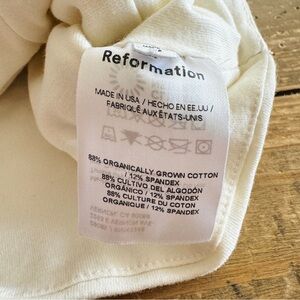 Reformation
MADE IN USA / HECHO EN EE.UU /
FABRIQUÉ AUX ÉTATS-UNIS
88% ORGANICALLY GROWN COTTON
/ 12% SPANDEX
88% CULTIVO DEL ALGODÓN
ORGÁNICO / 12% SPANDEX
88% CULTURE DU COTON
ORGANIQUE / 12% SPANDEX